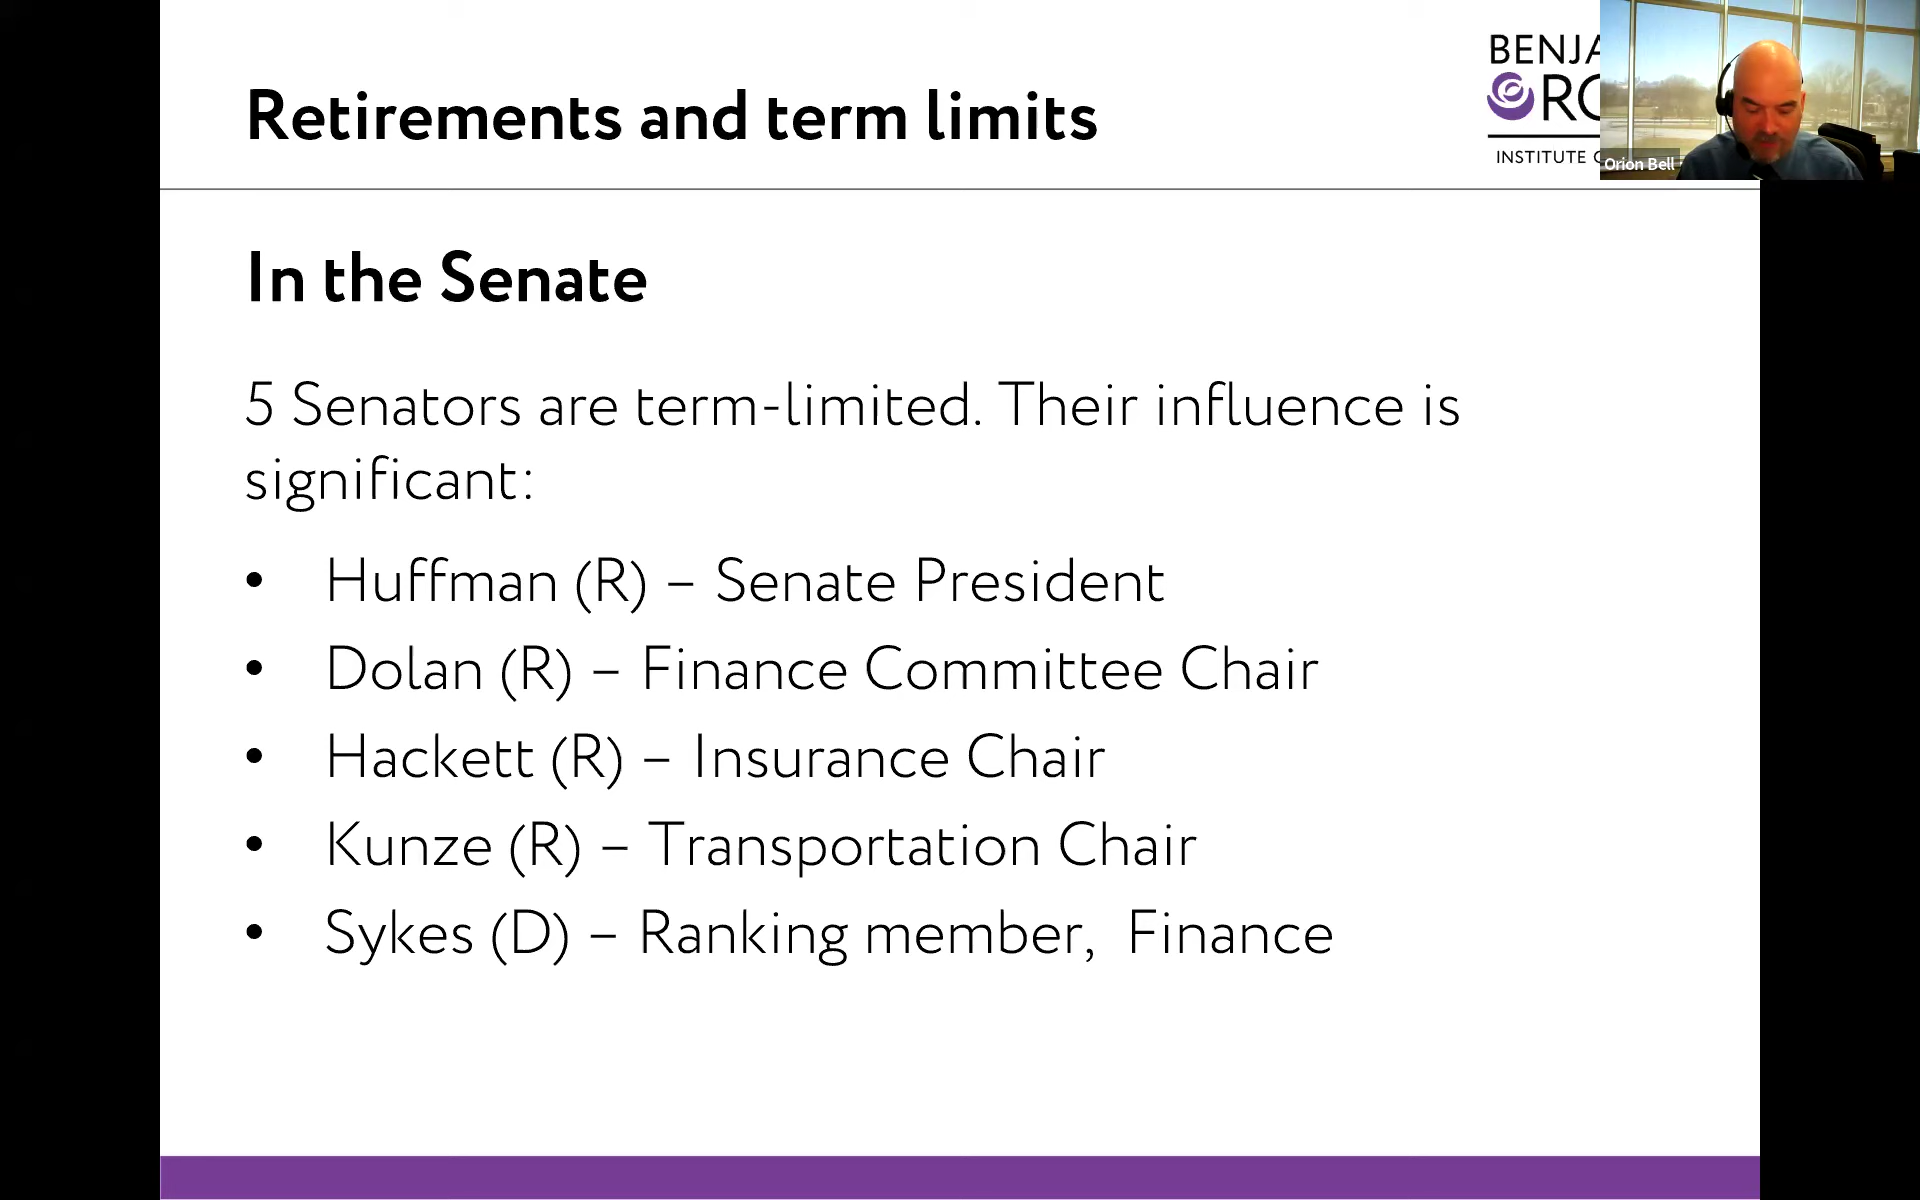 Retirements and term limits
BENJA
RO
INSTITUTE
Orion Bell
In the Senate
5 Senators are term-limited. Their influence is
significant:
• Huffman (R) – Senate President
• Dolan (R) – Finance Committee Chair
• Hackett (R) – Insurance Chair
• Kunze (R) – Transportation Chair
• Sykes (D) – Ranking member,  Finance